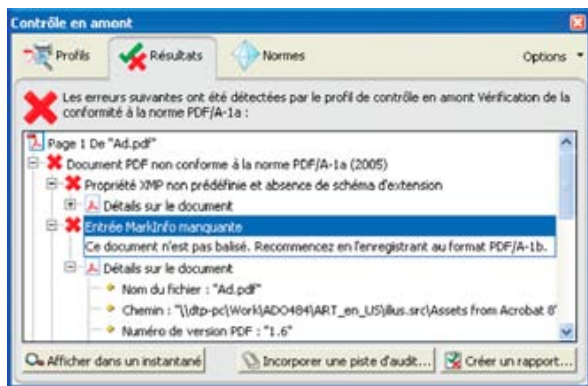 Contrôle en amont
Profils
Résultats
Normes
Options
Les erreurs suivantes ont été détectées par le profil de contrôle en amont Vérification de la
conformité à la norme PDF/A-1a :
Page 1 De "Ad.pdf"
Document PDF non conforme à la norme PDF/A-1a (2005)
Propriété XMP non prédéfinie et absence de schéma d'extension
Détails sur le document
Entrée MarkInfo manquante
Ce document n'est pas balisé. Recommencez en l'enregistrant au format PDF/A-1b.
Détails sur le document
Nom du fichier : "Ad.pdf"
Chemin : "\\dtp-pc\Work\ADO484\ART_en_US\illus.src\Assets from Acrobat 8"
Numéro de version PDF : "1.6"
Afficher dans un instantané
Incorporer une piste d'audit...
Créer un rapport...